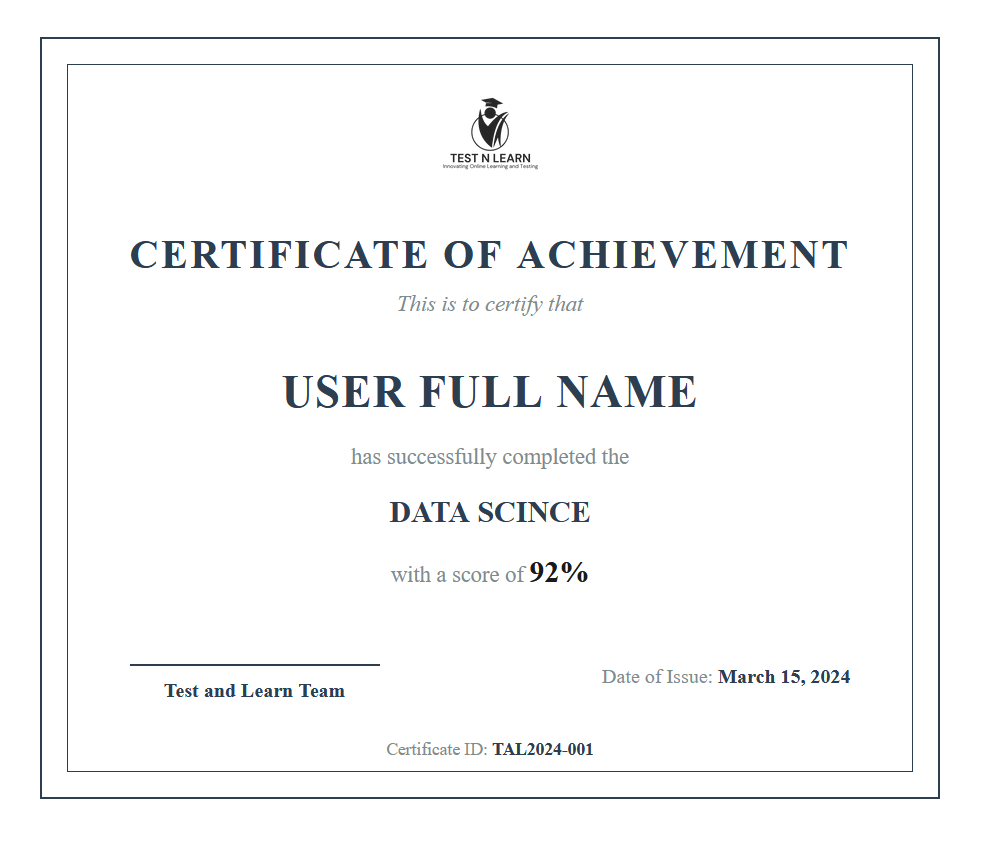 TEST N LEARN
Innovating Online Learning and Testing
CERTIFICATE OF ACHIEVEMENT
This is to certify that
USER FULL NAME
has successfully completed the
DATA SCINCE
with a score of 92%
Test and Learn Team
Date of Issue: March 15, 2024
Certificate ID: TAL2024-001